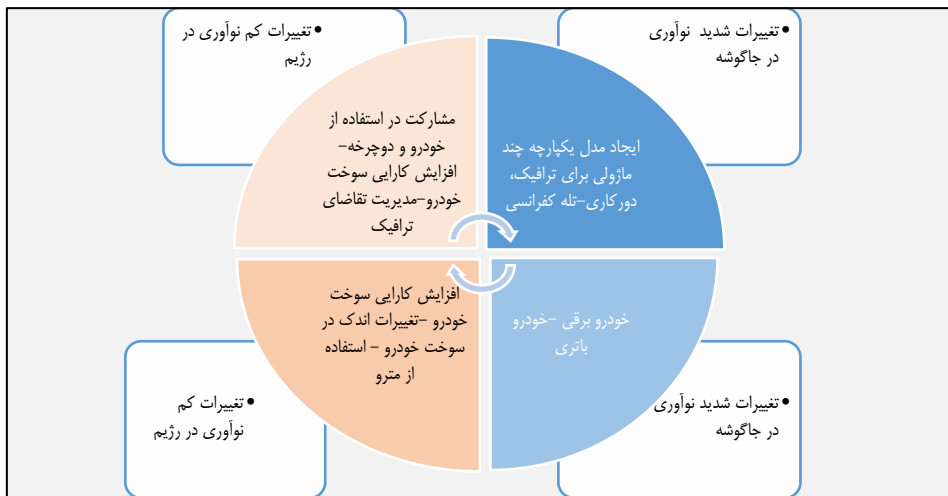 • تغییرات شدید نوآوری
در جاگوشه
• تغییرات کم نوآوری در
رژیم
ایجاد مدل یکپارچه چند
ماژولی برای ترافیک،
دورکاری-تله کفرانسی
مشارکت در استفاده از
خودرو و دوچرخه-
افزایش کارایی سوخت
خودرو-مدیریت تقاضای
ترافیک
خودرو برقی -خودرو
باتری
افزایش کارایی سوخت
خودرو -تغییرات اندک در
سوخت خودرو - استفاده
از مترو
• تغییرات شدید نوآوری
در جاگوشه
• تغییرات کم
نوآوری در رژیم